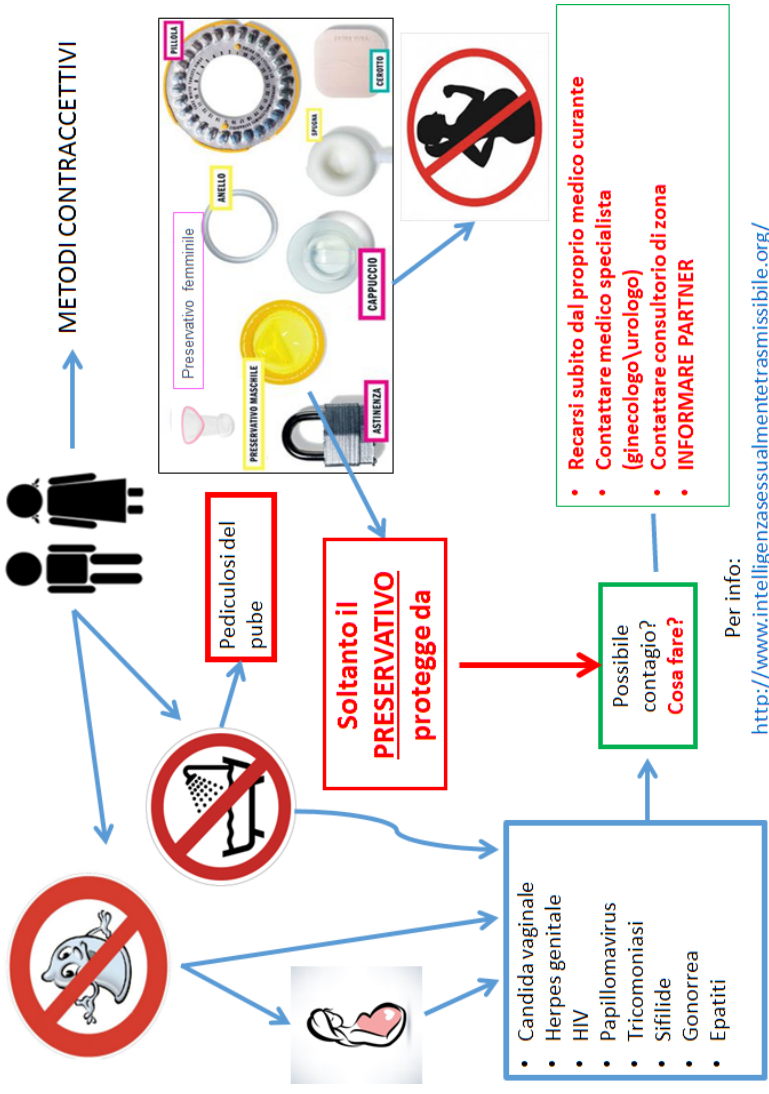 METODI CONTRACCETTIVI
PILLOLA
CEROTTO
SPUGNA
ANELLO
Preservativo femminile
CAPPUCCIO
PRESERVATIVO MASCHILE
ASTINENZA
Pediculosi del
pube
Soltanto il
PRESERVATIVO
protegge da
• Candida vaginale
• Herpes genitale
• HIV
• Papillomavirus
• Tricomoniasi
• Sifilide
• Gonorrea
• Epatiti
Possibile
contagio?
Cosa fare?
• Recarsi subito dal proprio medico curante
• Contattare medico specialista
(ginecologo\urologo)
• Contattare consultorio di zona
• INFORMARE PARTNER
Per info:
http://www.intelligenzasessualmentetrasmissibile.org/